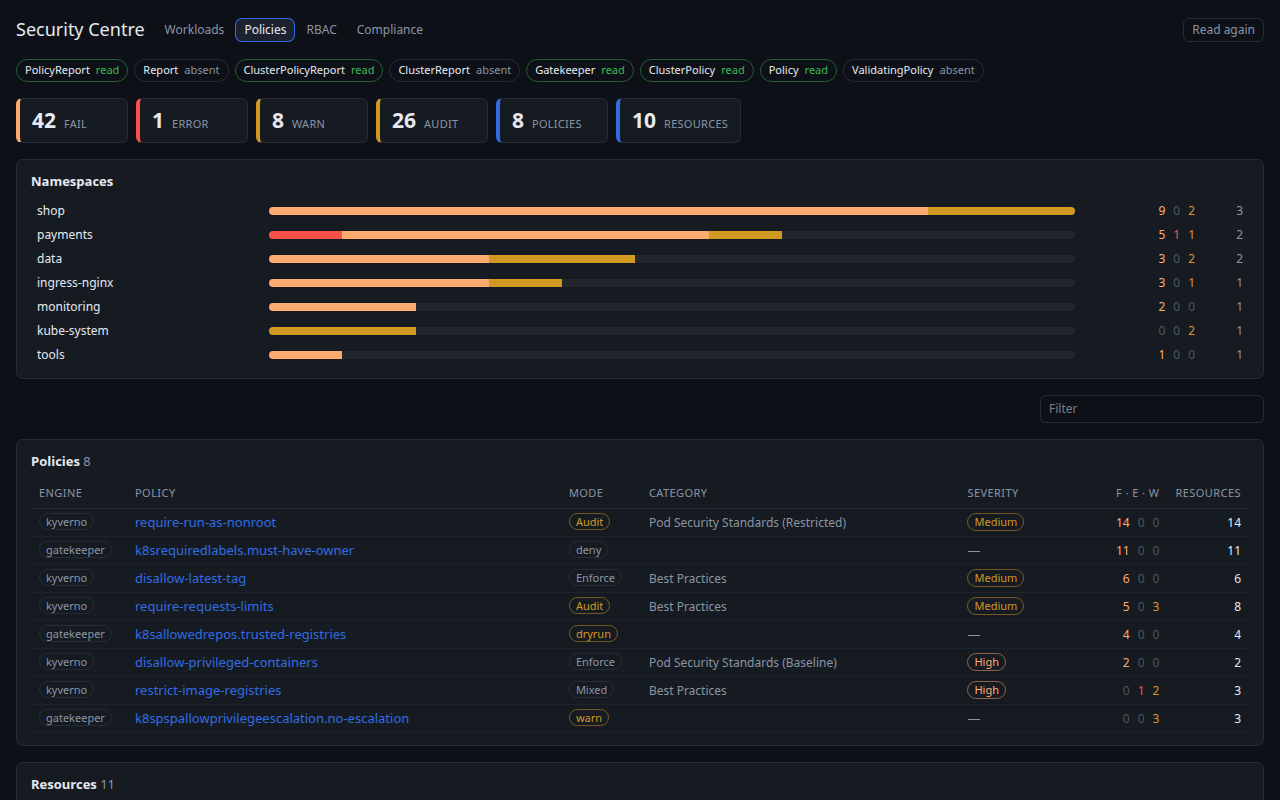 Security Centre Workloads Policies RBAC Compliance Read again
PolicyReport read Report absent ClusterPolicyReport read ClusterReport absent Gatekeeper read ClusterPolicy read Policy read ValidatingPolicy absent
42 FAIL 1 ERROR 8 WARN 26 AUDIT 8 POLICIES 10 RESOURCES
Namespaces
shop 9 0 2 3
payments 5 1 1 2
data 3 0 2 2
ingress-nginx 3 0 1 1
monitoring 2 0 0 1
kube-system 0 0 2 1
tools 1 0 0 1
Filter
Policies 8
ENGINE POLICY MODE CATEGORY SEVERITY F · E · W RESOURCES
kyverno require-run-as-nonroot Audit Pod Security Standards (Restricted) Medium 14 0 0 14
gatekeeper k8srequiredlabels.must-have-owner deny — 11 0 0 11
kyverno disallow-latest-tag Enforce Best Practices Medium 6 0 0 6
kyverno require-requests-limits Audit Best Practices Medium 5 0 3 8
gatekeeper k8sallowedrepos.trusted-registries dryrun — 4 0 0 4
kyverno disallow-privileged-containers Enforce Pod Security Standards (Baseline) High 2 0 0 2
kyverno restrict-image-registries Mixed Best Practices High 0 1 2 3
gatekeeper k8spspallowprivilegeescalation.no-escalation warn — 0 0 3 3
Resources 11